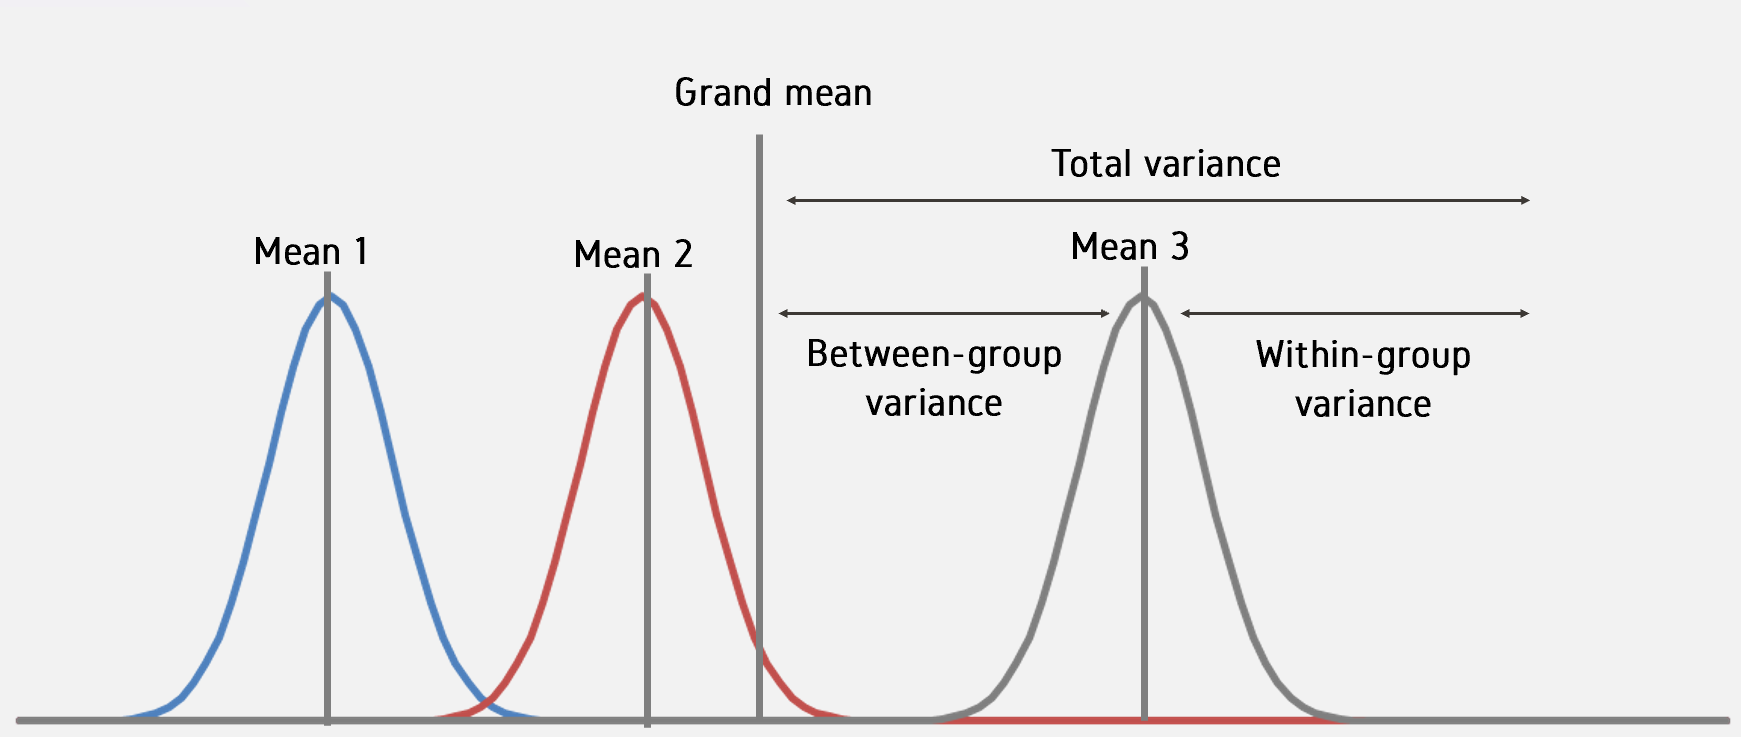 Grand mean
Total variance
Mean 1
Mean 2
Mean 3
Between-group
variance
Within-group
variance